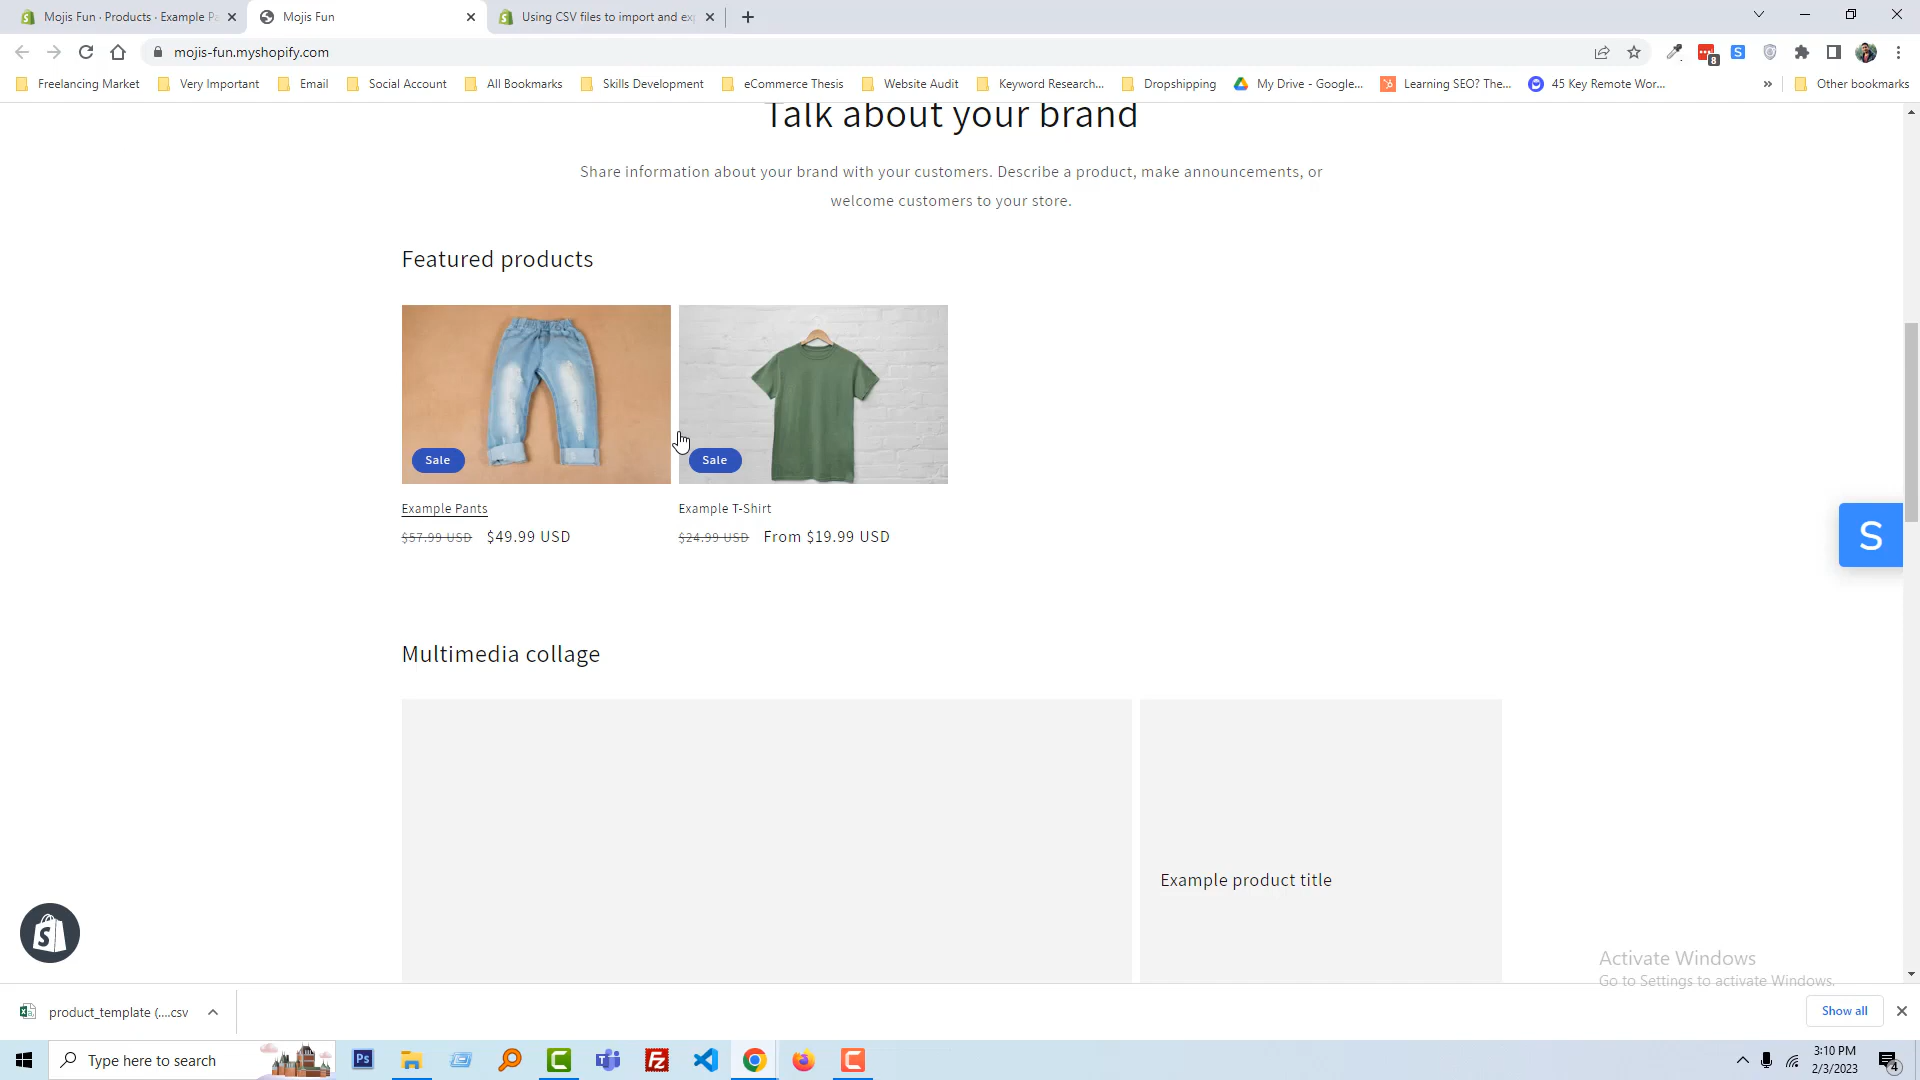 Mojis Fun · Products · Example Pa
Mojis Fun
Using CSV files to import and exp
mojis-fun.myshopify.com
8
S
Freelancing Market
Very Important
Email
Social Account
All Bookmarks
Skills Development
eCommerce Thesis
Website Audit
Keyword Research...
Dropshipping
My Drive - Google...
Learning SEO? The...
45 Key Remote Wor...
»
Other bookmarks
Talk about your brand
Share information about your brand with your customers. Describe a product, make announcements, or
welcome customers to your store.
Featured products
Sale
Sale
Example Pants
Example T-Shirt
$57.99 USD $49.99 USD
$24.99 USD From $19.99 USD
S
Multimedia collage
Example product title
S
Activate Windows
Go to Settings to activate Windows.
product_template (....csv
Show all
Type here to search
Ps
3:10 PM
2/3/2023
4